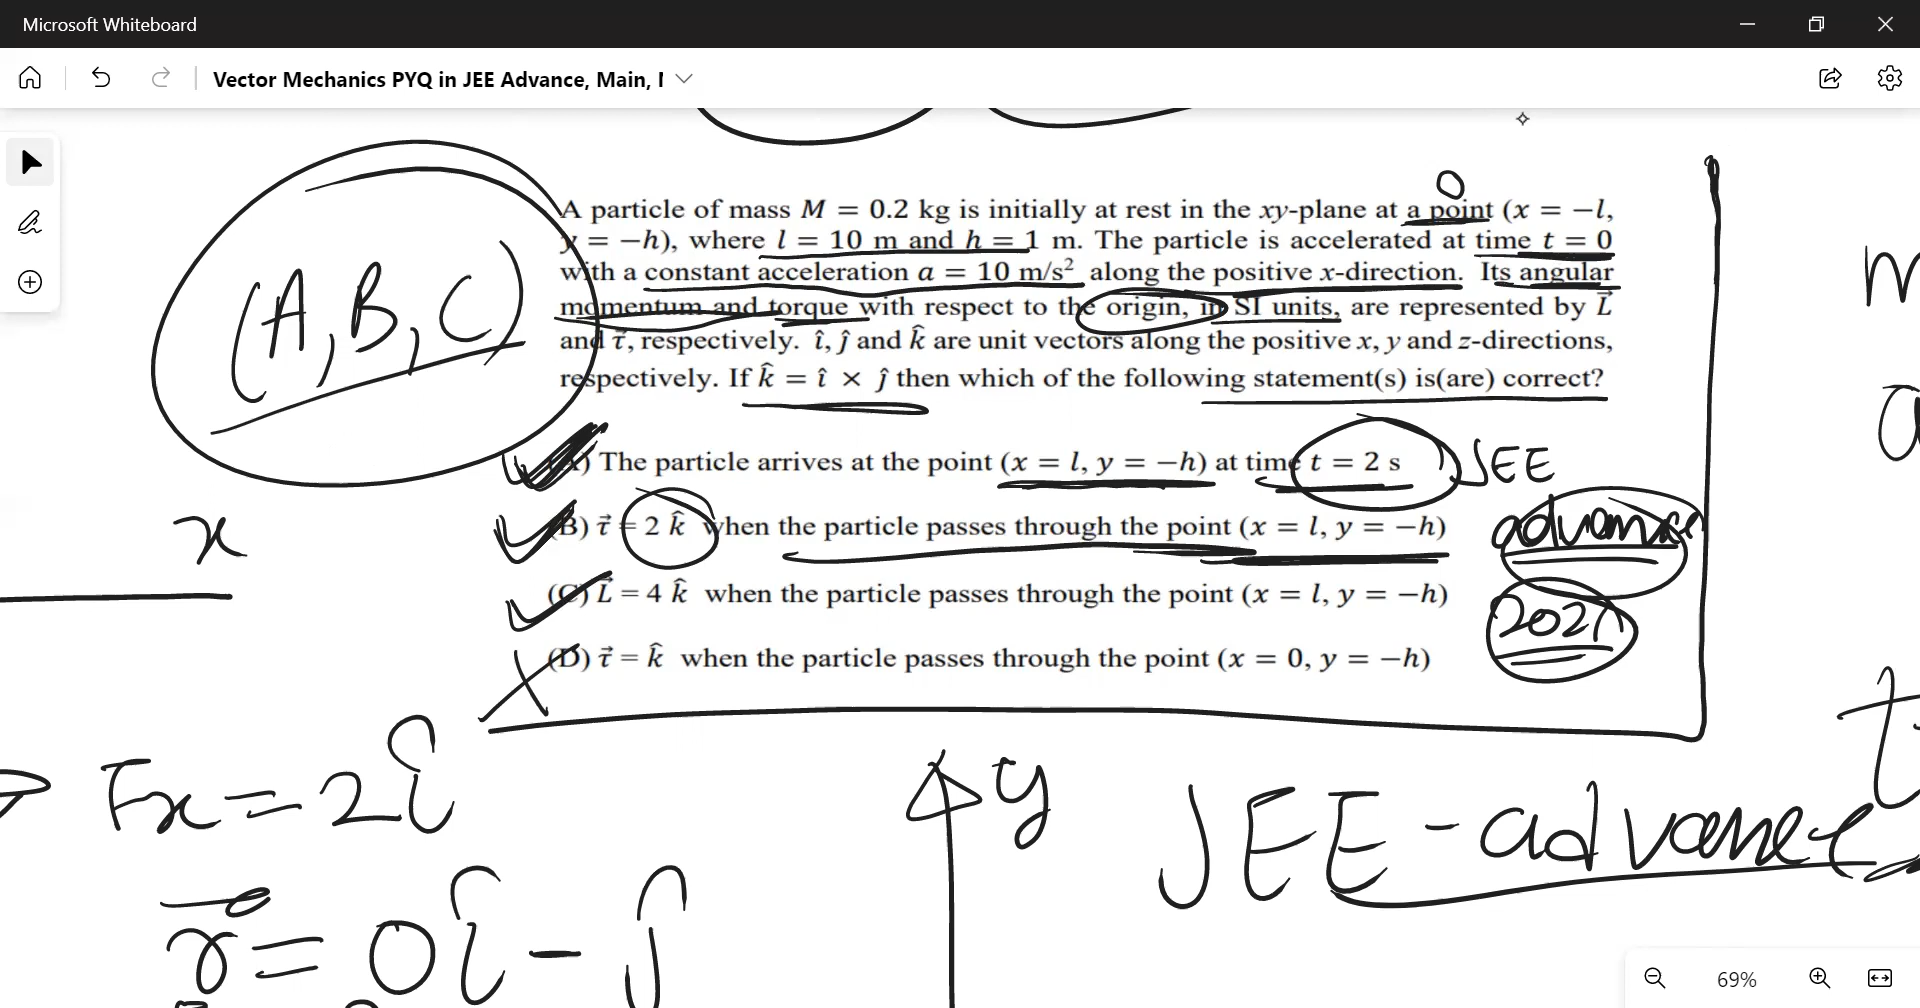 Microsoft Whiteboard
Vector Mechanics PYQ in JEE Advance, Main,
O
A particle of mass M = 0.2 kg is initially at rest in the xy-plane at a point (x = −l,
y = −h), where l = 10 m and h = 1 m. The particle is accelerated at time t = 0
with a constant acceleration a = 10 m/s² along the positive x-direction. Its angular
momentum and torque with respect to the origin, in SI units, are represented by L⃗
and τ⃗, respectively. î, ĵ and k̂ are unit vectors along the positive x, y and z-directions,
respectively. If k̂ = î × ĵ then which of the following statement(s) is(are) correct?
(A, B, C)
(A) The particle arrives at the point (x = l, y = −h) at time t = 2 s
JEE
(B) τ⃗ = 2 k̂ when the particle passes through the point (x = l, y = −h)
advance
(C) L⃗ = 4 k̂ when the particle passes through the point (x = l, y = −h)
2021
(D) τ⃗ = k̂ when the particle passes through the point (x = 0, y = −h)
x
Fx = 2î
y
JEE - advance
r⃗ = 0î − ĵ
69%